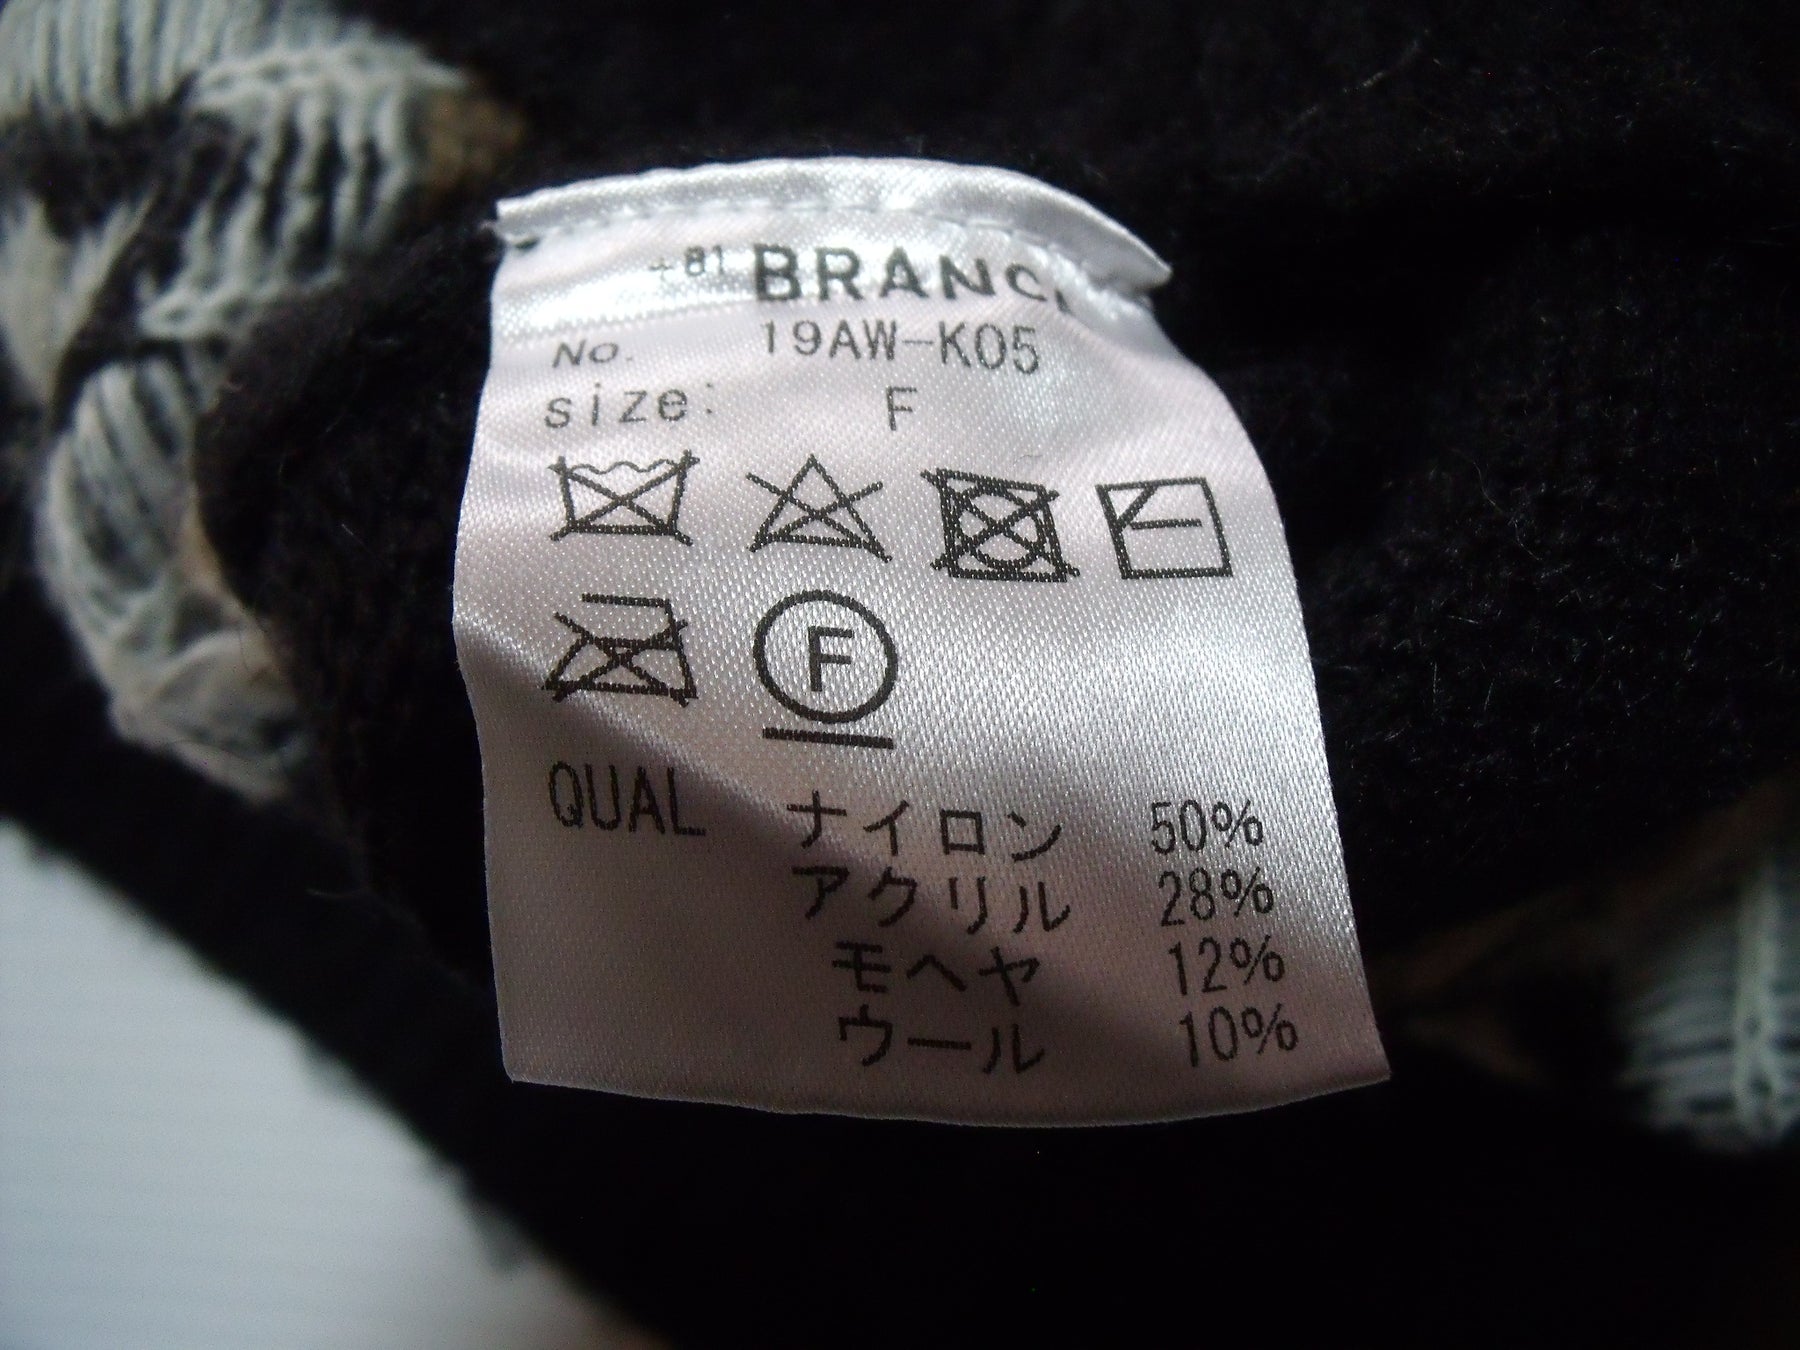 +81 BRANC
No. 19AW-K05
size: F
F
QUAL ナイロン 50%
アクリル 28%
モヘヤ 12%
ウール 10%